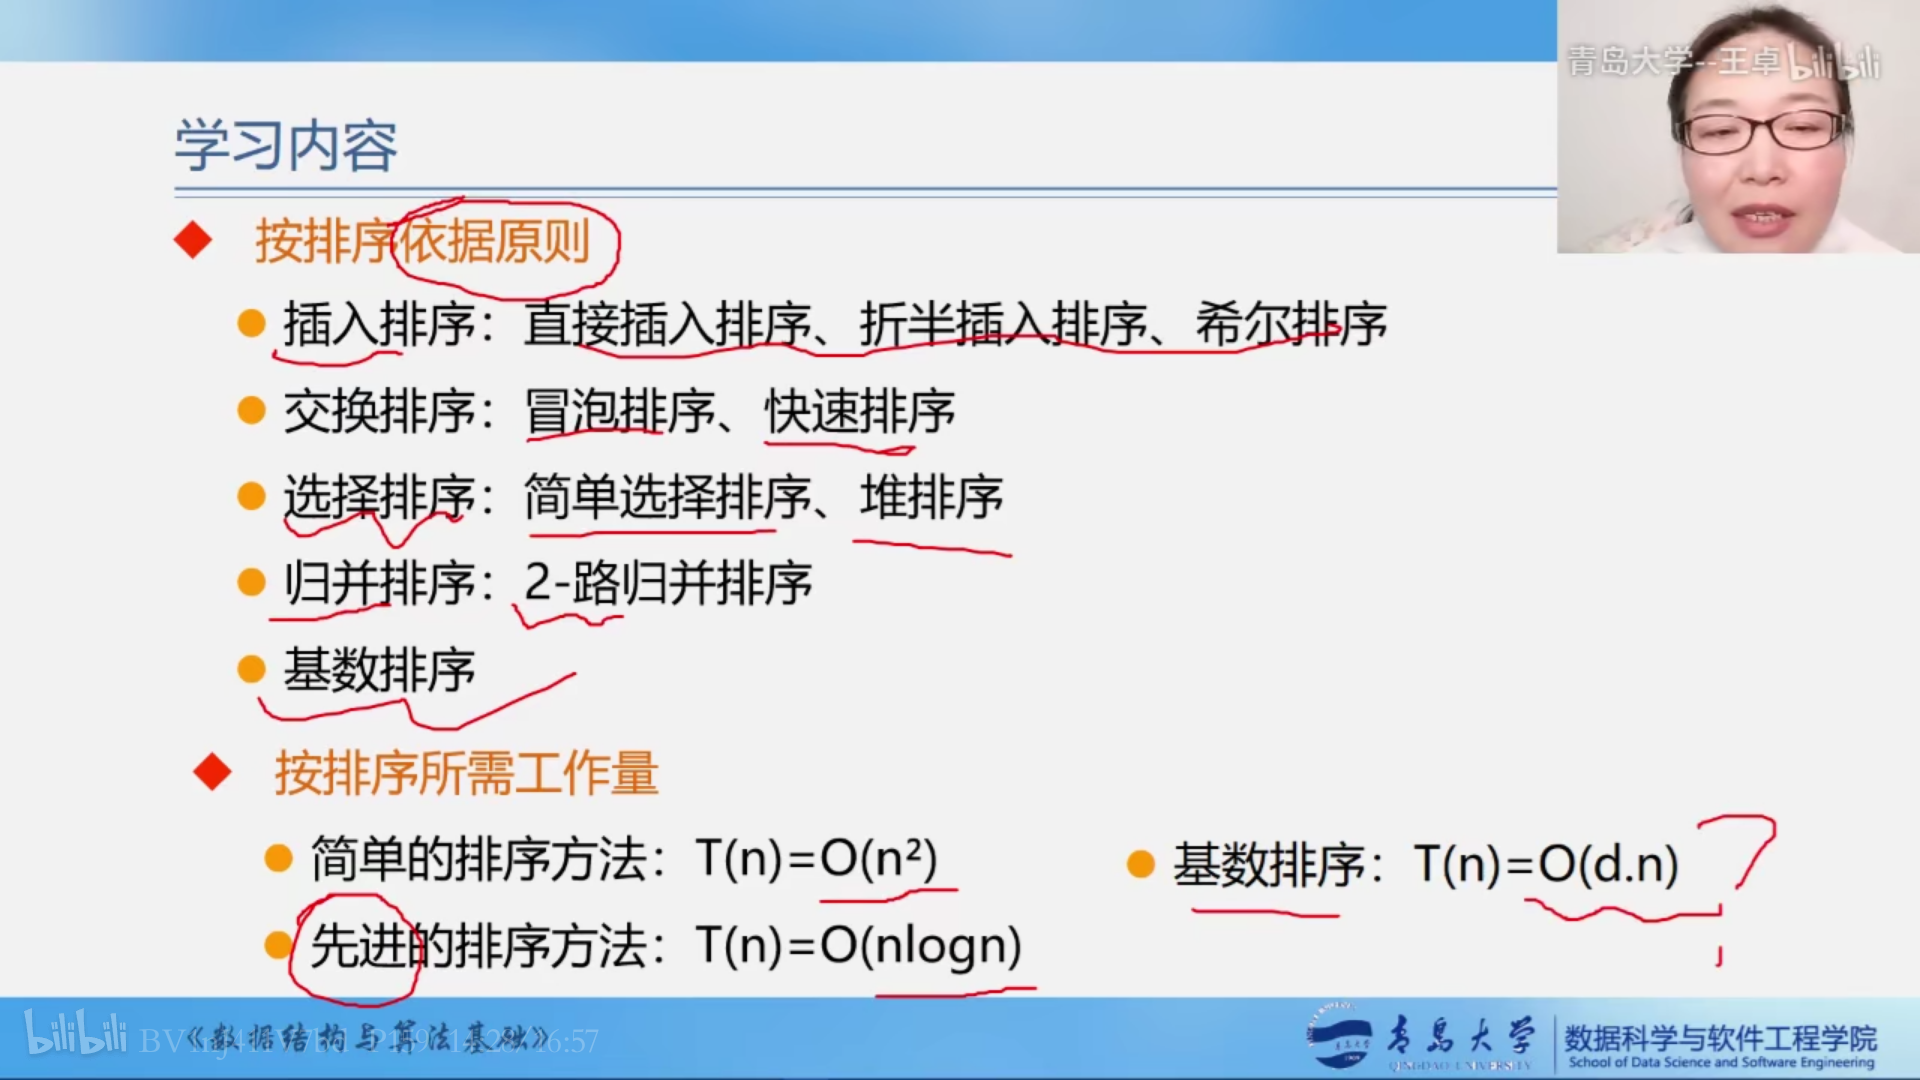 青岛大学--王卓 bilibili
学习内容
按排序依据原则
插入排序：直接插入排序、折半插入排序、希尔排序
交换排序：冒泡排序、快速排序
选择排序：简单选择排序、堆排序
归并排序：2-路归并排序
基数排序
按排序所需工作量
简单的排序方法：T(n)=O(n²)
基数排序：T(n)=O(d.n)
先进的排序方法：T(n)=O(nlogn)
bilibili
《数据结构与算法基础》
青岛大学
QINGDAO UNIVERSITY
数据科学与软件工程学院
School of Data Science and Software Engineering